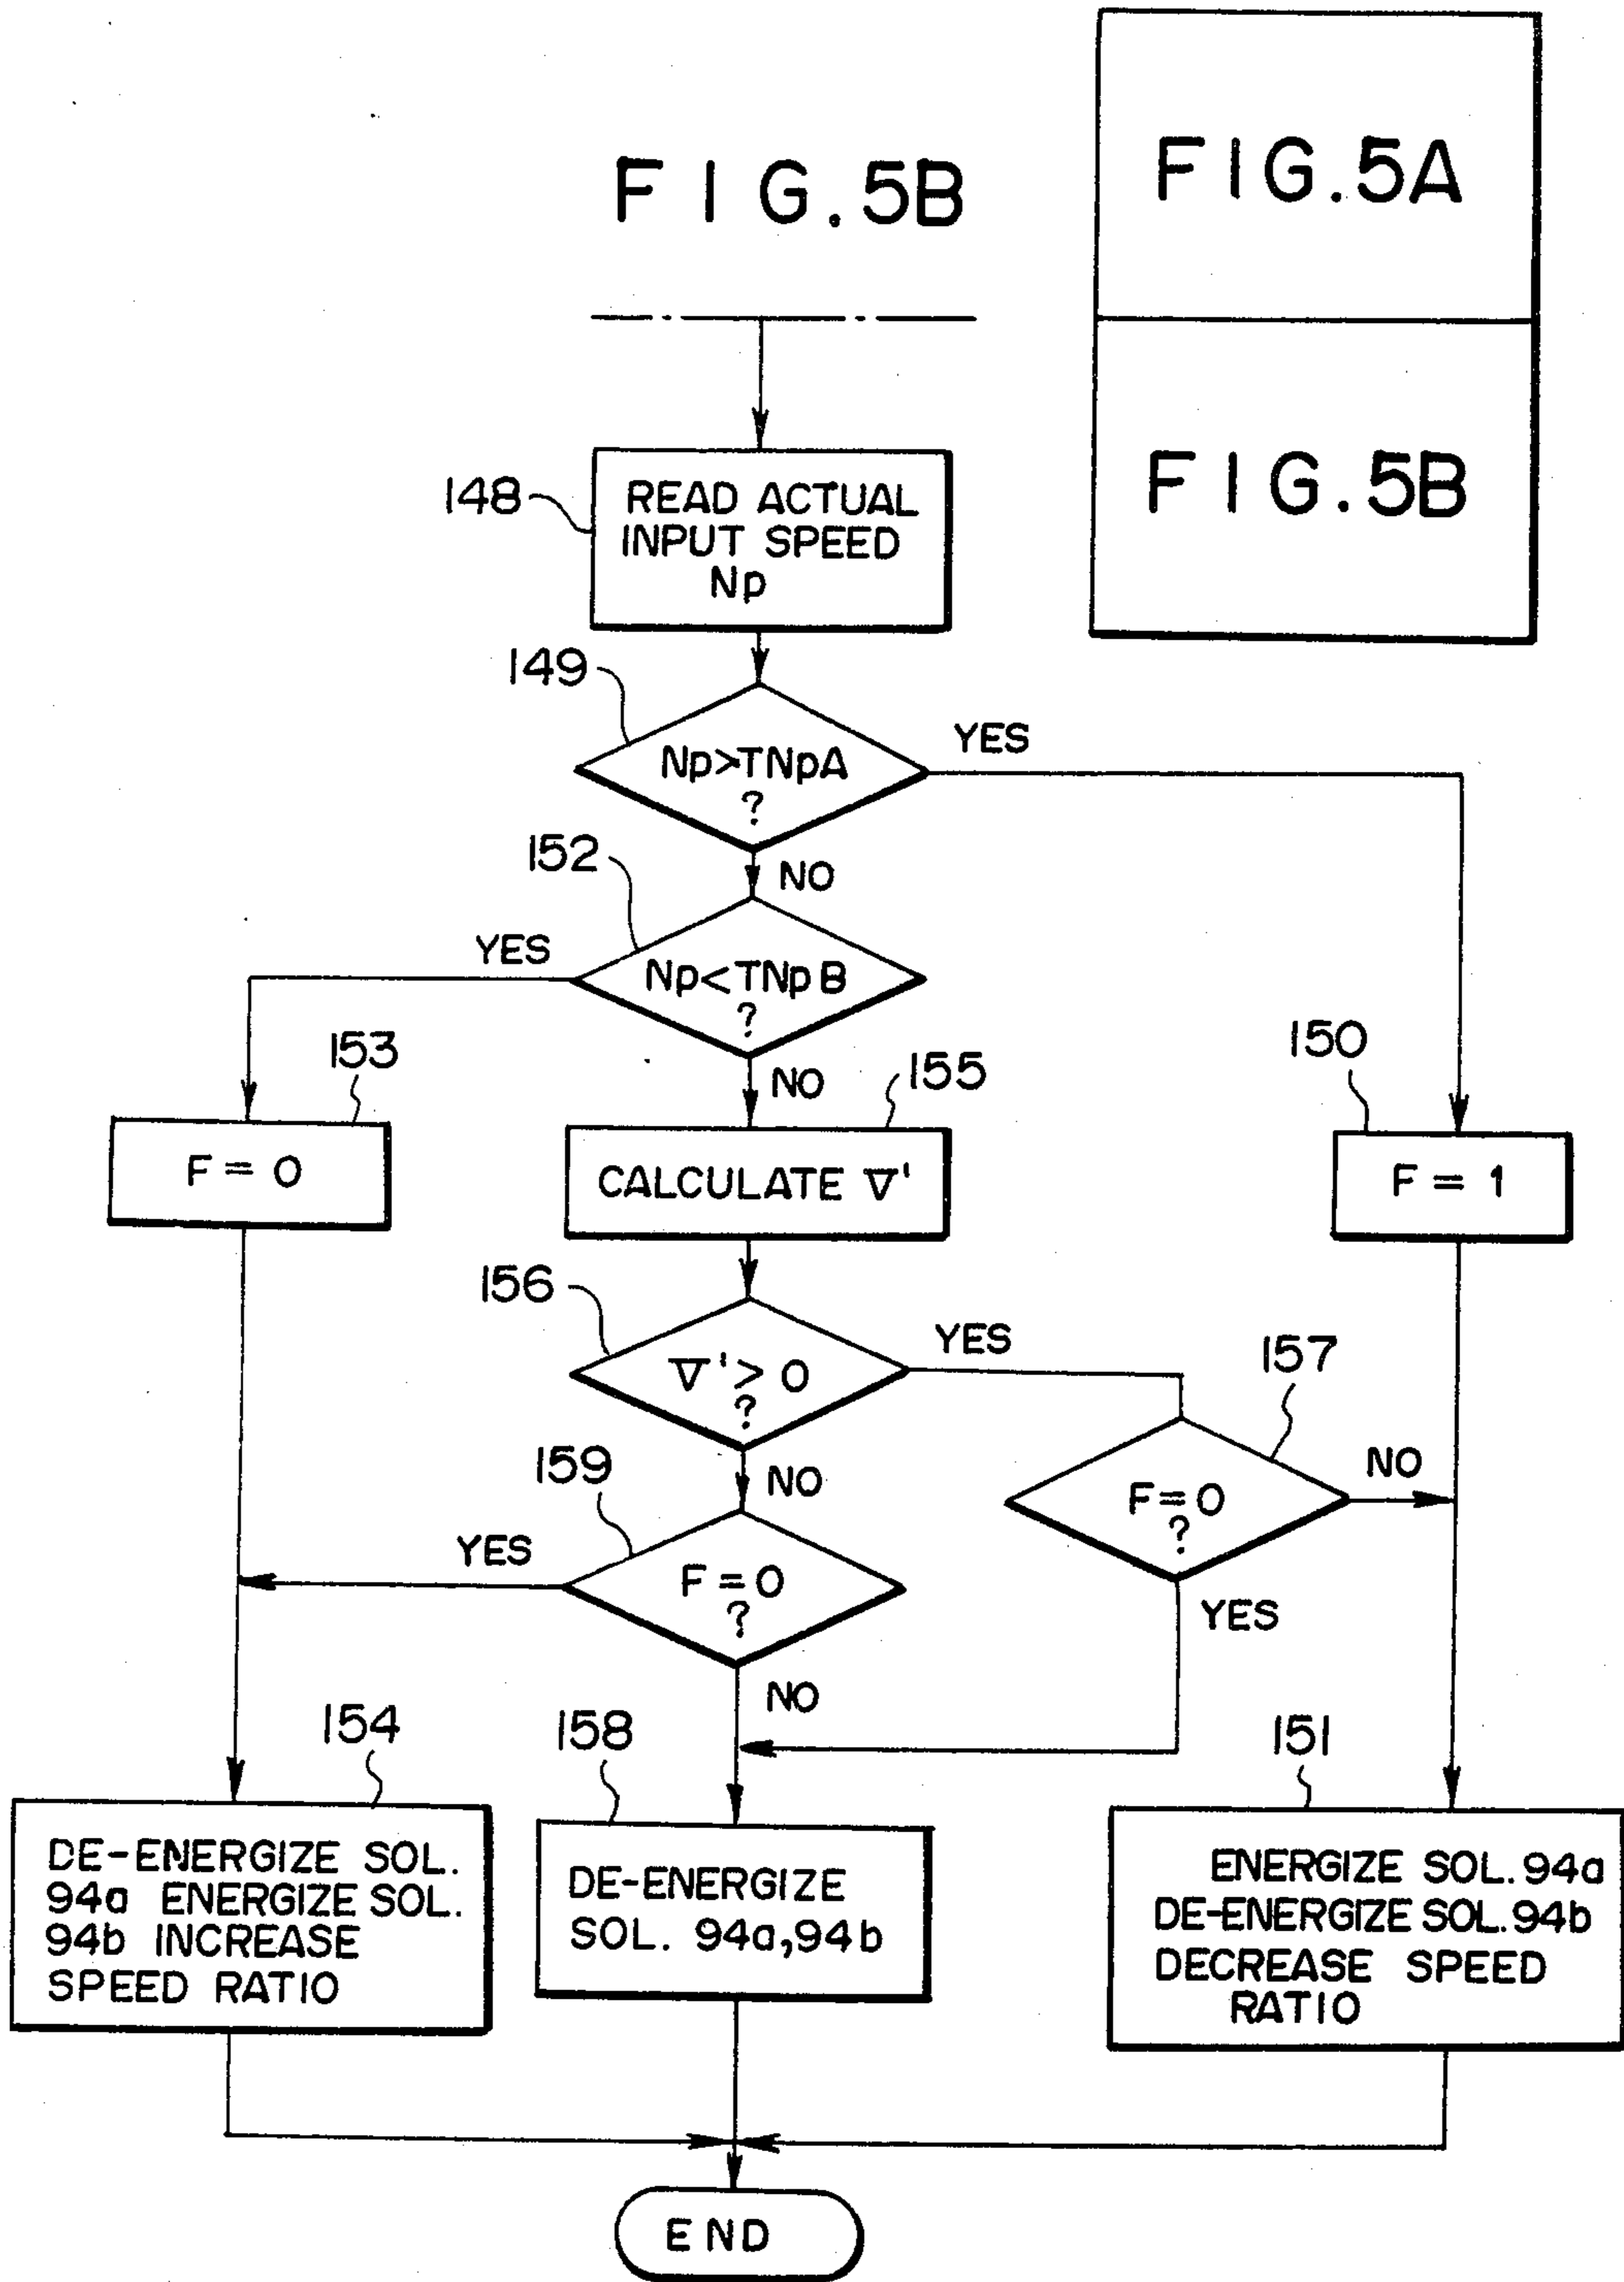 FIG. 5B
FIG. 5A
FIG. 5B
148
READ ACTUAL
INPUT SPEED
Np
149
Np>TNpA
?
YES
NO
152
Np<TNpB
?
YES
NO
153
F = 0
155
CALCULATE V'
150
F = 1
156
V' > 0
?
YES
NO
157
F = 0
?
NO
YES
159
F = 0
?
YES
NO
154
DE-ENERGIZE SOL.
94a ENERGIZE SOL.
94b INCREASE
SPEED RATIO
158
DE-ENERGIZE
SOL. 94a,94b
151
ENERGIZE SOL. 94a
DE-ENERGIZE SOL. 94b
DECREASE SPEED
RATIO
END